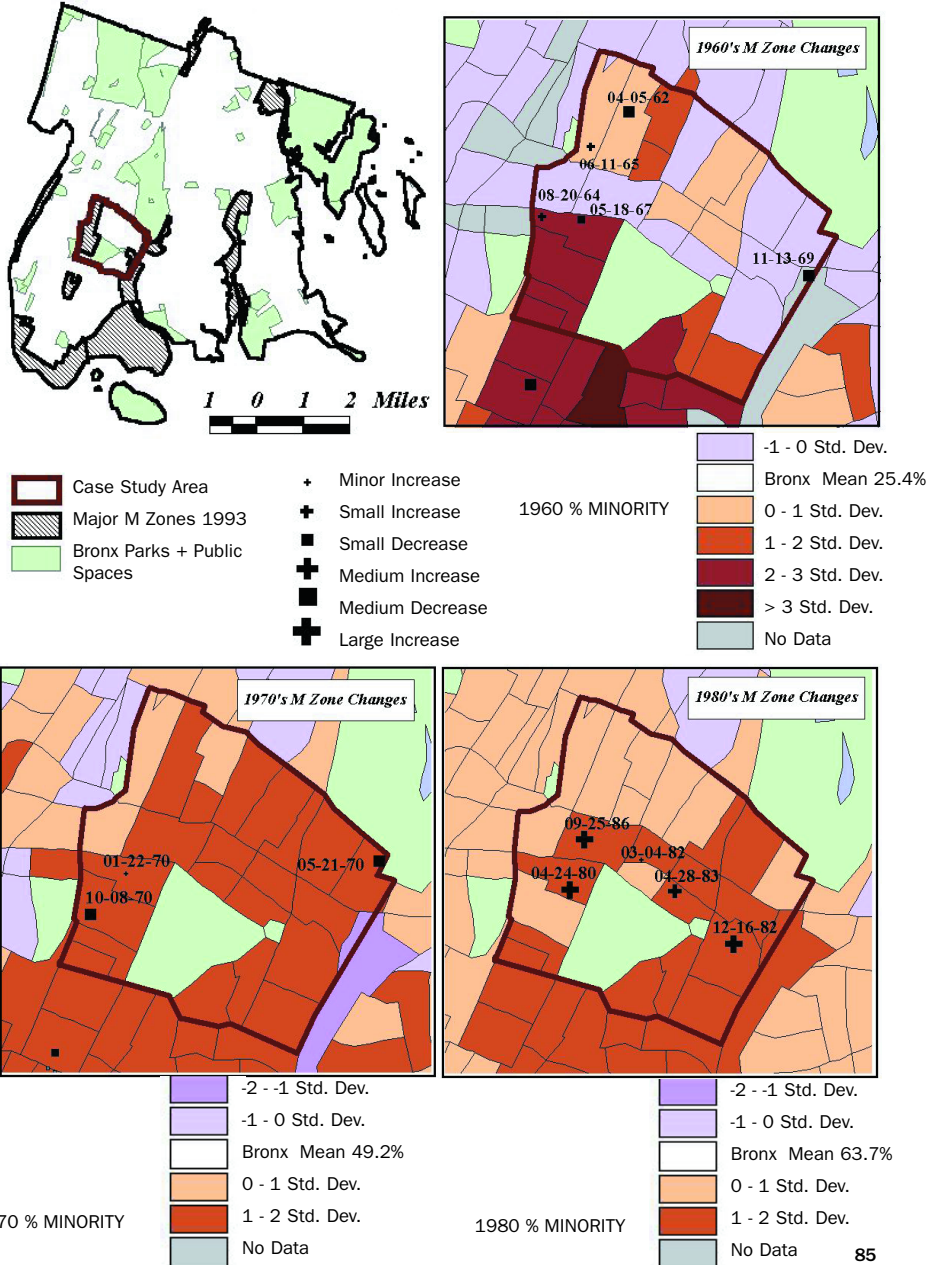 1960's M Zone Changes
04-05-62
06-11-65
08-20-64
05-18-67
11-13-69
1 0 1 2 Miles
Case Study Area
Major M Zones 1993
Bronx Parks + Public
Spaces
Minor Increase
Small Increase
Small Decrease
Medium Increase
Medium Decrease
Large Increase
1960 % MINORITY
-1 - 0 Std. Dev.
Bronx Mean 25.4%
0 - 1 Std. Dev.
1 - 2 Std. Dev.
2 - 3 Std. Dev.
> 3 Std. Dev.
No Data
1970's M Zone Changes
01-22-70
05-21-70
10-08-70
1980's M Zone Changes
09-25-86
03-04-82
04-24-80
04-28-83
12-16-82
70 % MINORITY
-2 - -1 Std. Dev.
-1 - 0 Std. Dev.
Bronx Mean 49.2%
0 - 1 Std. Dev.
1 - 2 Std. Dev.
No Data
1980 % MINORITY
-2 - -1 Std. Dev.
-1 - 0 Std. Dev.
Bronx Mean 63.7%
0 - 1 Std. Dev.
1 - 2 Std. Dev.
No Data
85